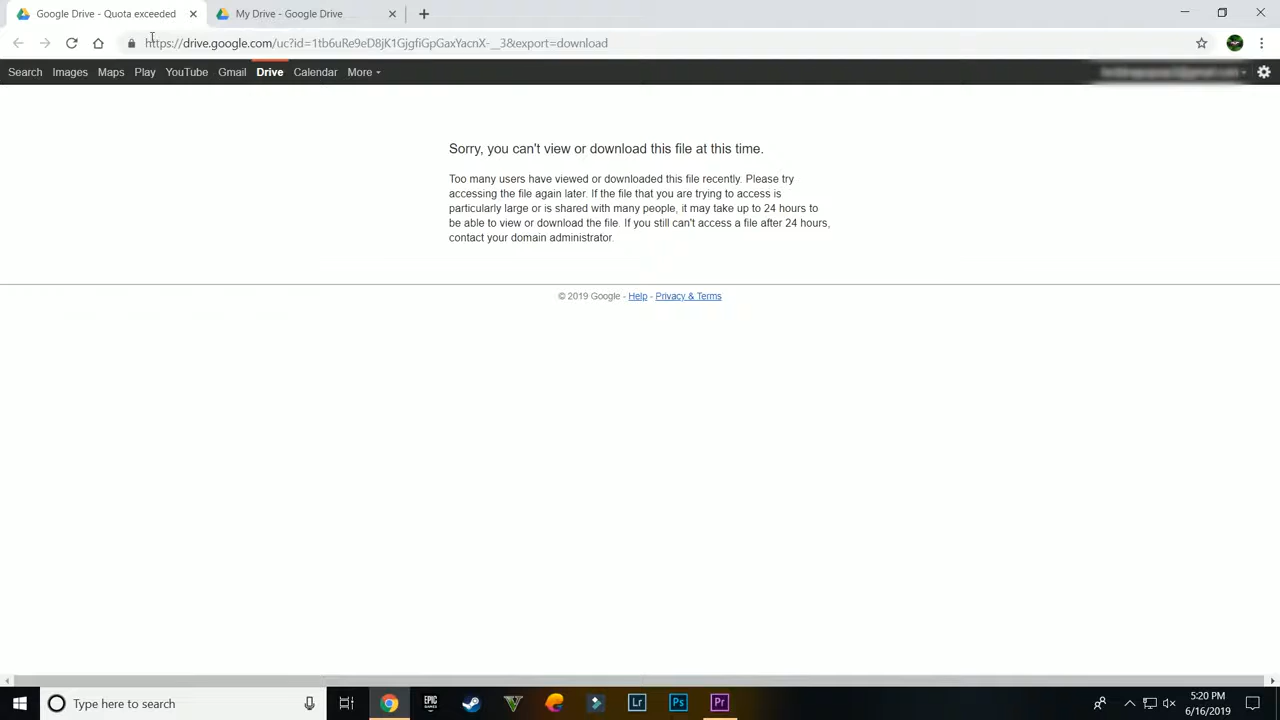 Google Drive - Quota exceeded
My Drive - Google Drive
https://drive.google.com/uc?id=1tb6uRe9eD8jK1GjgfiGpGaxYacnX-__3&export=download
Search Images Maps Play YouTube Gmail Drive Calendar More
Sorry, you can't view or download this file at this time.
Too many users have viewed or downloaded this file recently. Please try
accessing the file again later. If the file that you are trying to access is
particularly large or is shared with many people, it may take up to 24 hours to
be able to view or download the file. If you still can't access a file after 24 hours,
contact your domain administrator.
© 2019 Google - Help - Privacy & Terms
Type here to search
EPIC
GAMES
Lr
Ps
Pr
5:20 PM
6/16/2019